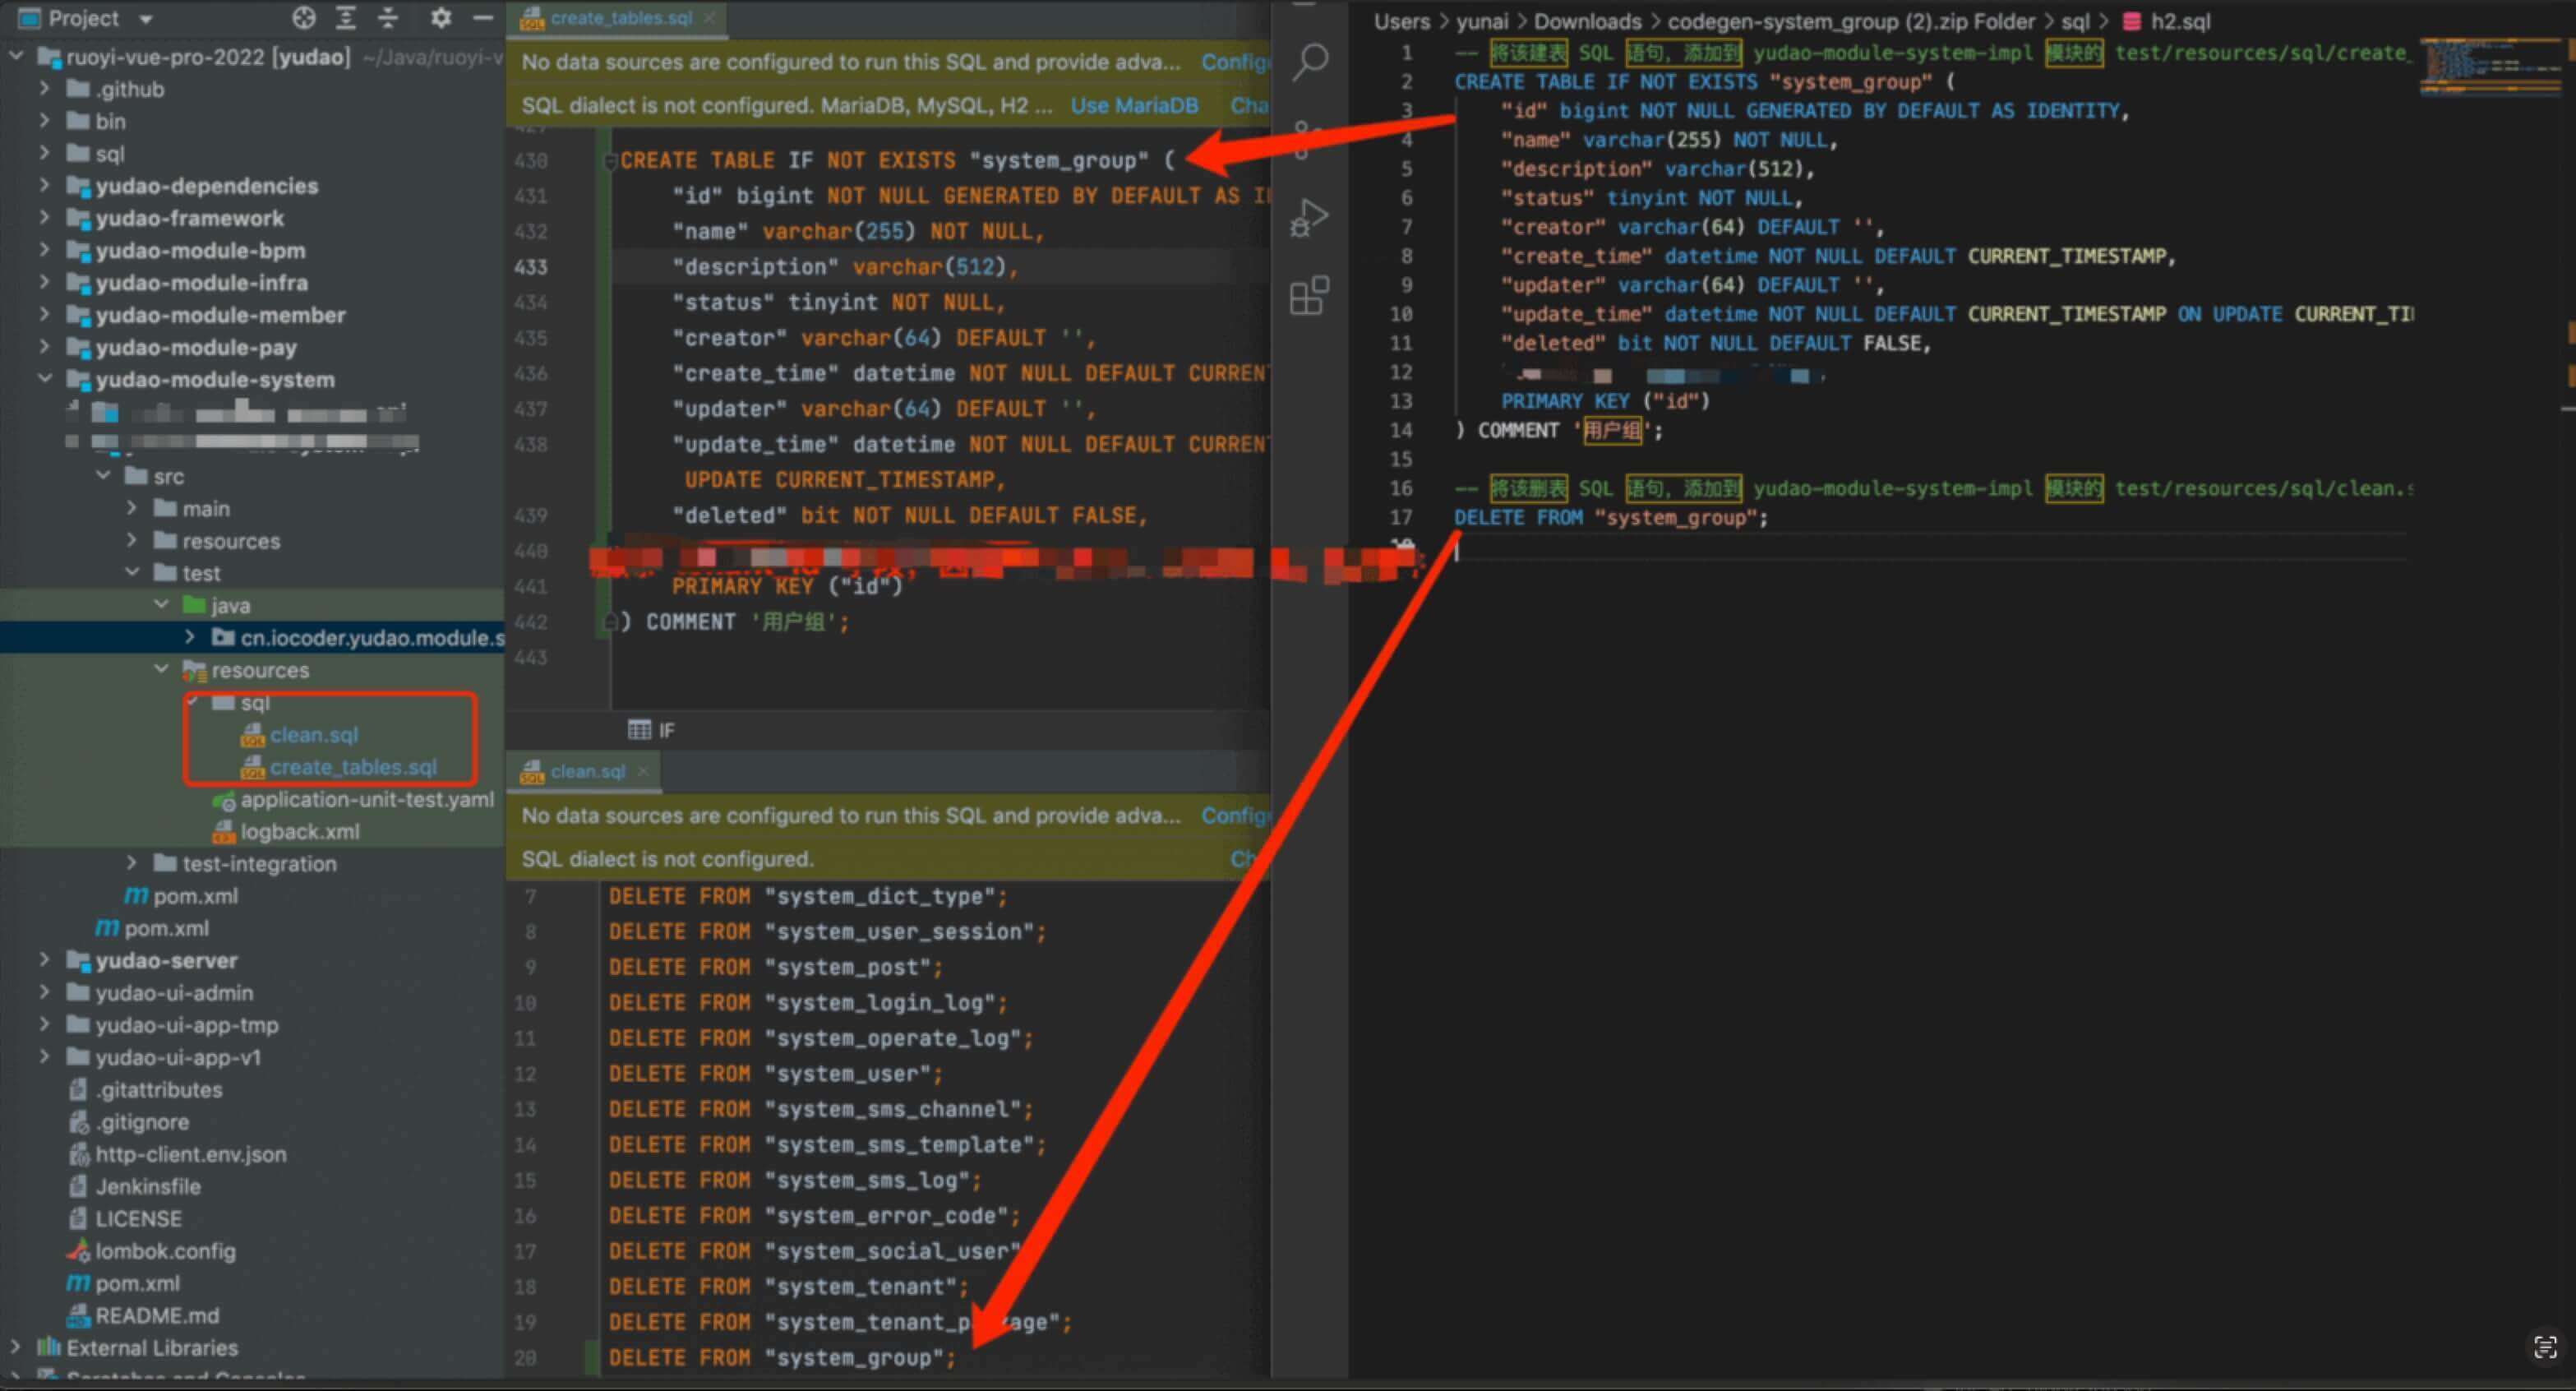 Project
ruoyi-vue-pro-2022 [yudao] ~/Java/ruoyi-v
.github
bin
sql
yudao-dependencies
yudao-framework
yudao-module-bpm
yudao-module-infra
yudao-module-member
yudao-module-pay
yudao-module-system
src
main
resources
test
java
cn.iocoder.yudao.module.s
resources
sql
clean.sql
create_tables.sql
application-unit-test.yaml
logback.xml
test-integration
pom.xml
pom.xml
yudao-server
yudao-ui-admin
yudao-ui-app-tmp
yudao-ui-app-v1
.gitattributes
.gitignore
http-client.env.json
Jenkinsfile
LICENSE
lombok.config
pom.xml
README.md
External Libraries
Scratches and Consoles
create_tables.sql
No data sources are configured to run this SQL and provide adva... Config
SQL dialect is not configured. MariaDB, MySQL, H2 ... Use MariaDB Cha
429
430 CREATE TABLE IF NOT EXISTS "system_group" (
431 "id" bigint NOT NULL GENERATED BY DEFAULT AS I
432 "name" varchar(255) NOT NULL,
433 "description" varchar(512),
434 "status" tinyint NOT NULL,
435 "creator" varchar(64) DEFAULT '',
436 "create_time" datetime NOT NULL DEFAULT CURREN
437 "updater" varchar(64) DEFAULT '',
438 "update_time" datetime NOT NULL DEFAULT CURREN
UPDATE CURRENT_TIMESTAMP,
439 "deleted" bit NOT NULL DEFAULT FALSE,
440
441 PRIMARY KEY ("id")
442 ) COMMENT '用户组';
443
IF
clean.sql
No data sources are configured to run this SQL and provide adva... Config
SQL dialect is not configured. Ch
7 DELETE FROM "system_dict_type";
8 DELETE FROM "system_user_session";
9 DELETE FROM "system_post";
10 DELETE FROM "system_login_log";
11 DELETE FROM "system_operate_log";
12 DELETE FROM "system_user";
13 DELETE FROM "system_sms_channel";
14 DELETE FROM "system_sms_template";
15 DELETE FROM "system_sms_log";
16 DELETE FROM "system_error_code";
17 DELETE FROM "system_social_user"
18 DELETE FROM "system_tenant";
19 DELETE FROM "system_tenant_p age";
20 DELETE FROM "system_group";
Users > yunai > Downloads > codegen-system_group (2).zip Folder > sql > h2.sql
1 -- 将该建表 SQL 语句，添加到 yudao-module-system-impl 模块的 test/resources/sql/create_
2 CREATE TABLE IF NOT EXISTS "system_group" (
3 "id" bigint NOT NULL GENERATED BY DEFAULT AS IDENTITY,
4 "name" varchar(255) NOT NULL,
5 "description" varchar(512),
6 "status" tinyint NOT NULL,
7 "creator" varchar(64) DEFAULT '',
8 "create_time" datetime NOT NULL DEFAULT CURRENT_TIMESTAMP,
9 "updater" varchar(64) DEFAULT '',
10 "update_time" datetime NOT NULL DEFAULT CURRENT_TIMESTAMP ON UPDATE CURRENT_TI
11 "deleted" bit NOT NULL DEFAULT FALSE,
12
13 PRIMARY KEY ("id")
14 ) COMMENT '用户组';
15
16 -- 将该删表 SQL 语句，添加到 yudao-module-system-impl 模块的 test/resources/sql/clean.s
17 DELETE FROM "system_group";